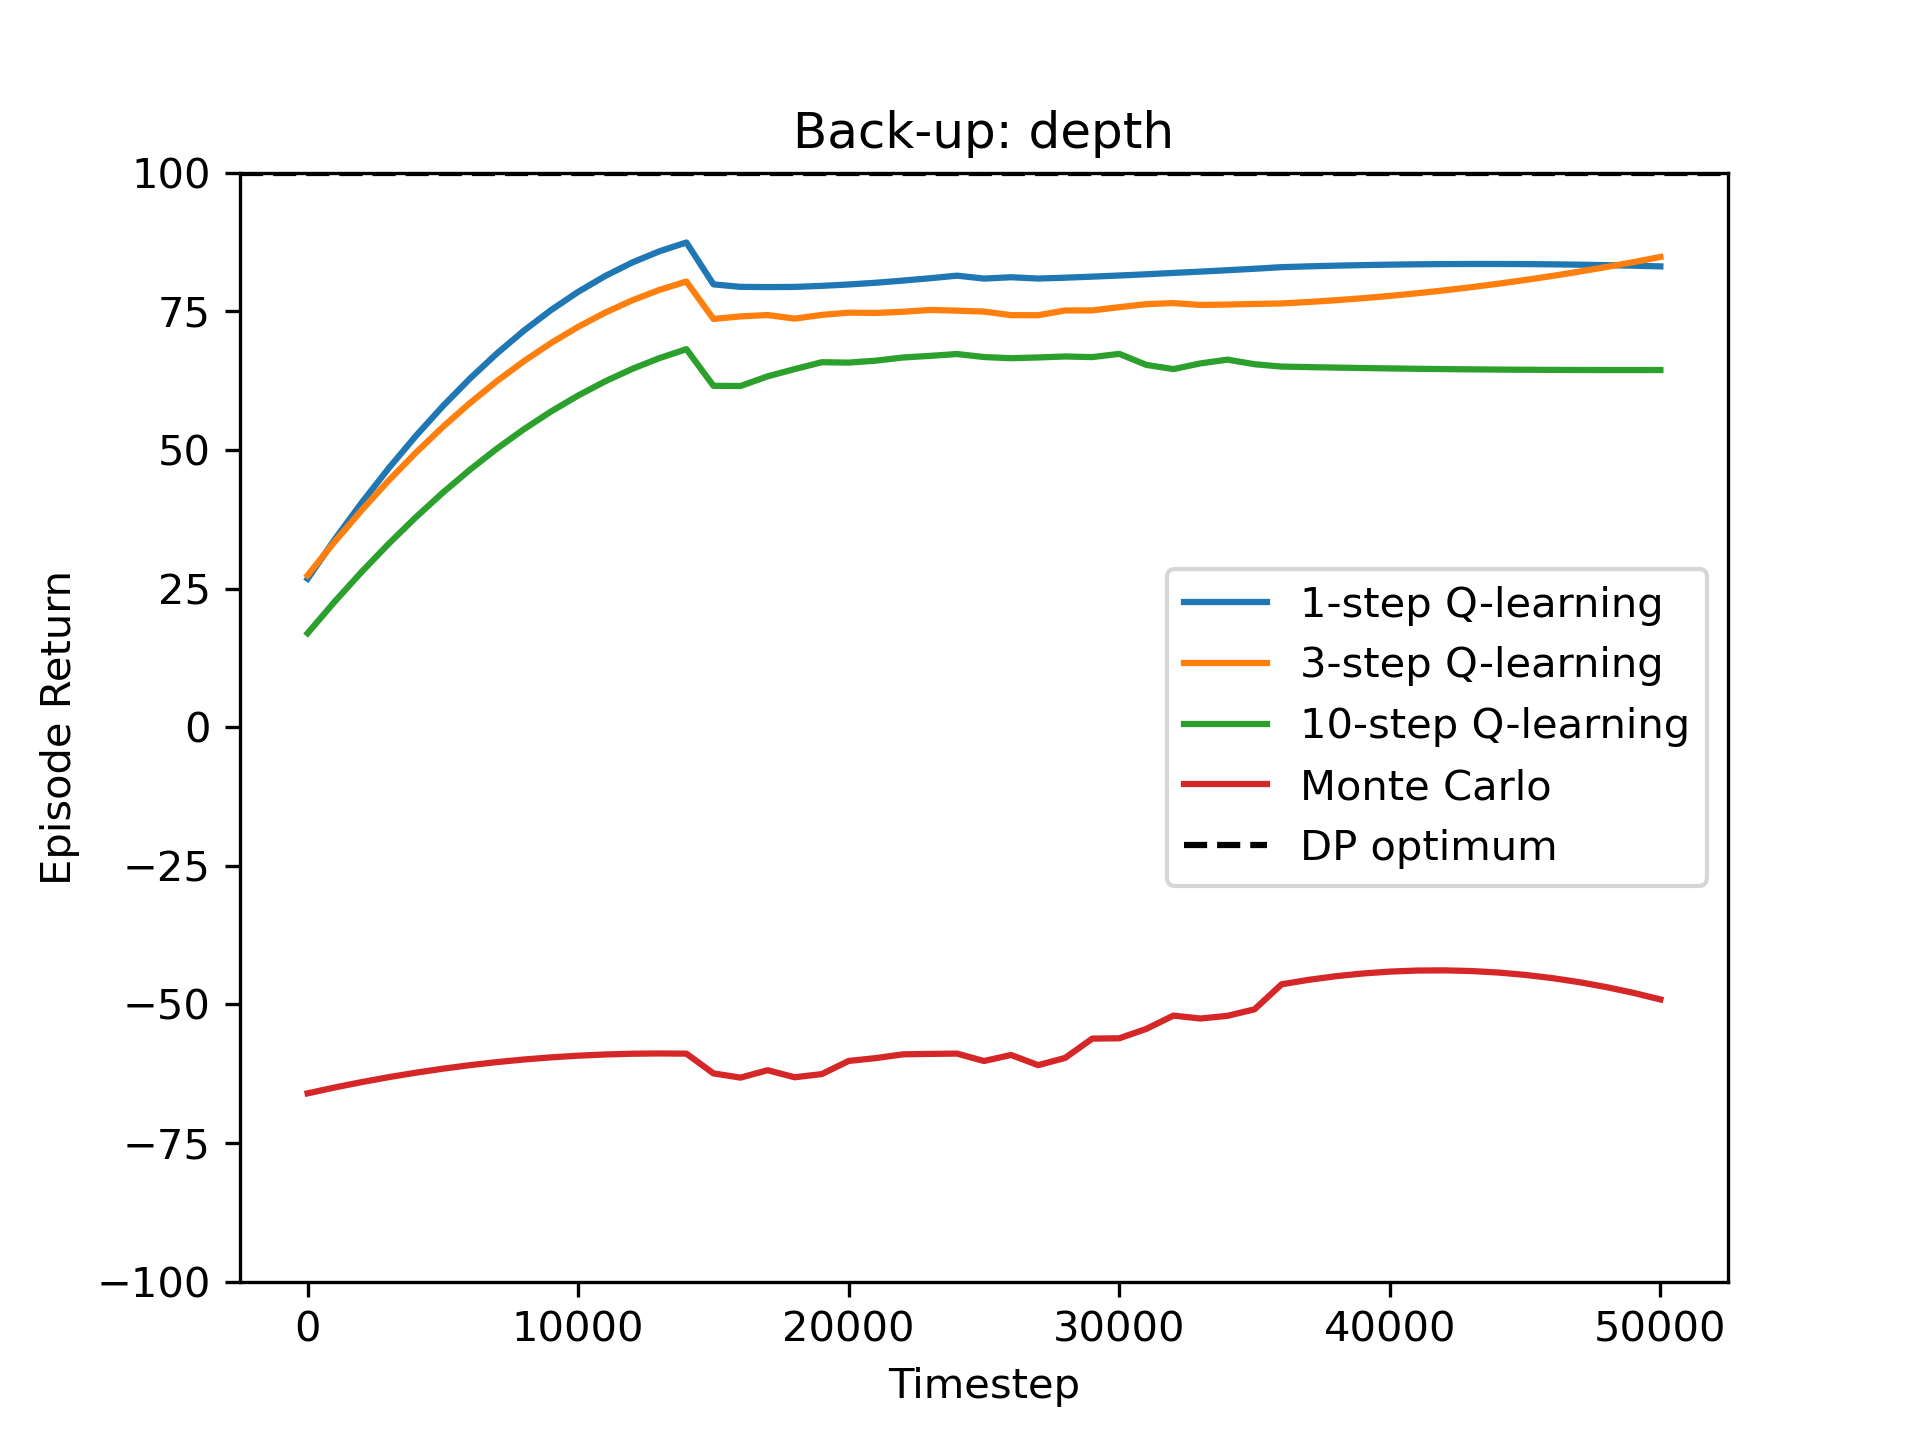 Back-up: depth
100
75
50
25
0
−25
−50
−75
−100
Episode Return
1-step Q-learning
3-step Q-learning
10-step Q-learning
Monte Carlo
DP optimum
0 10000 20000 30000 40000 50000
Timestep